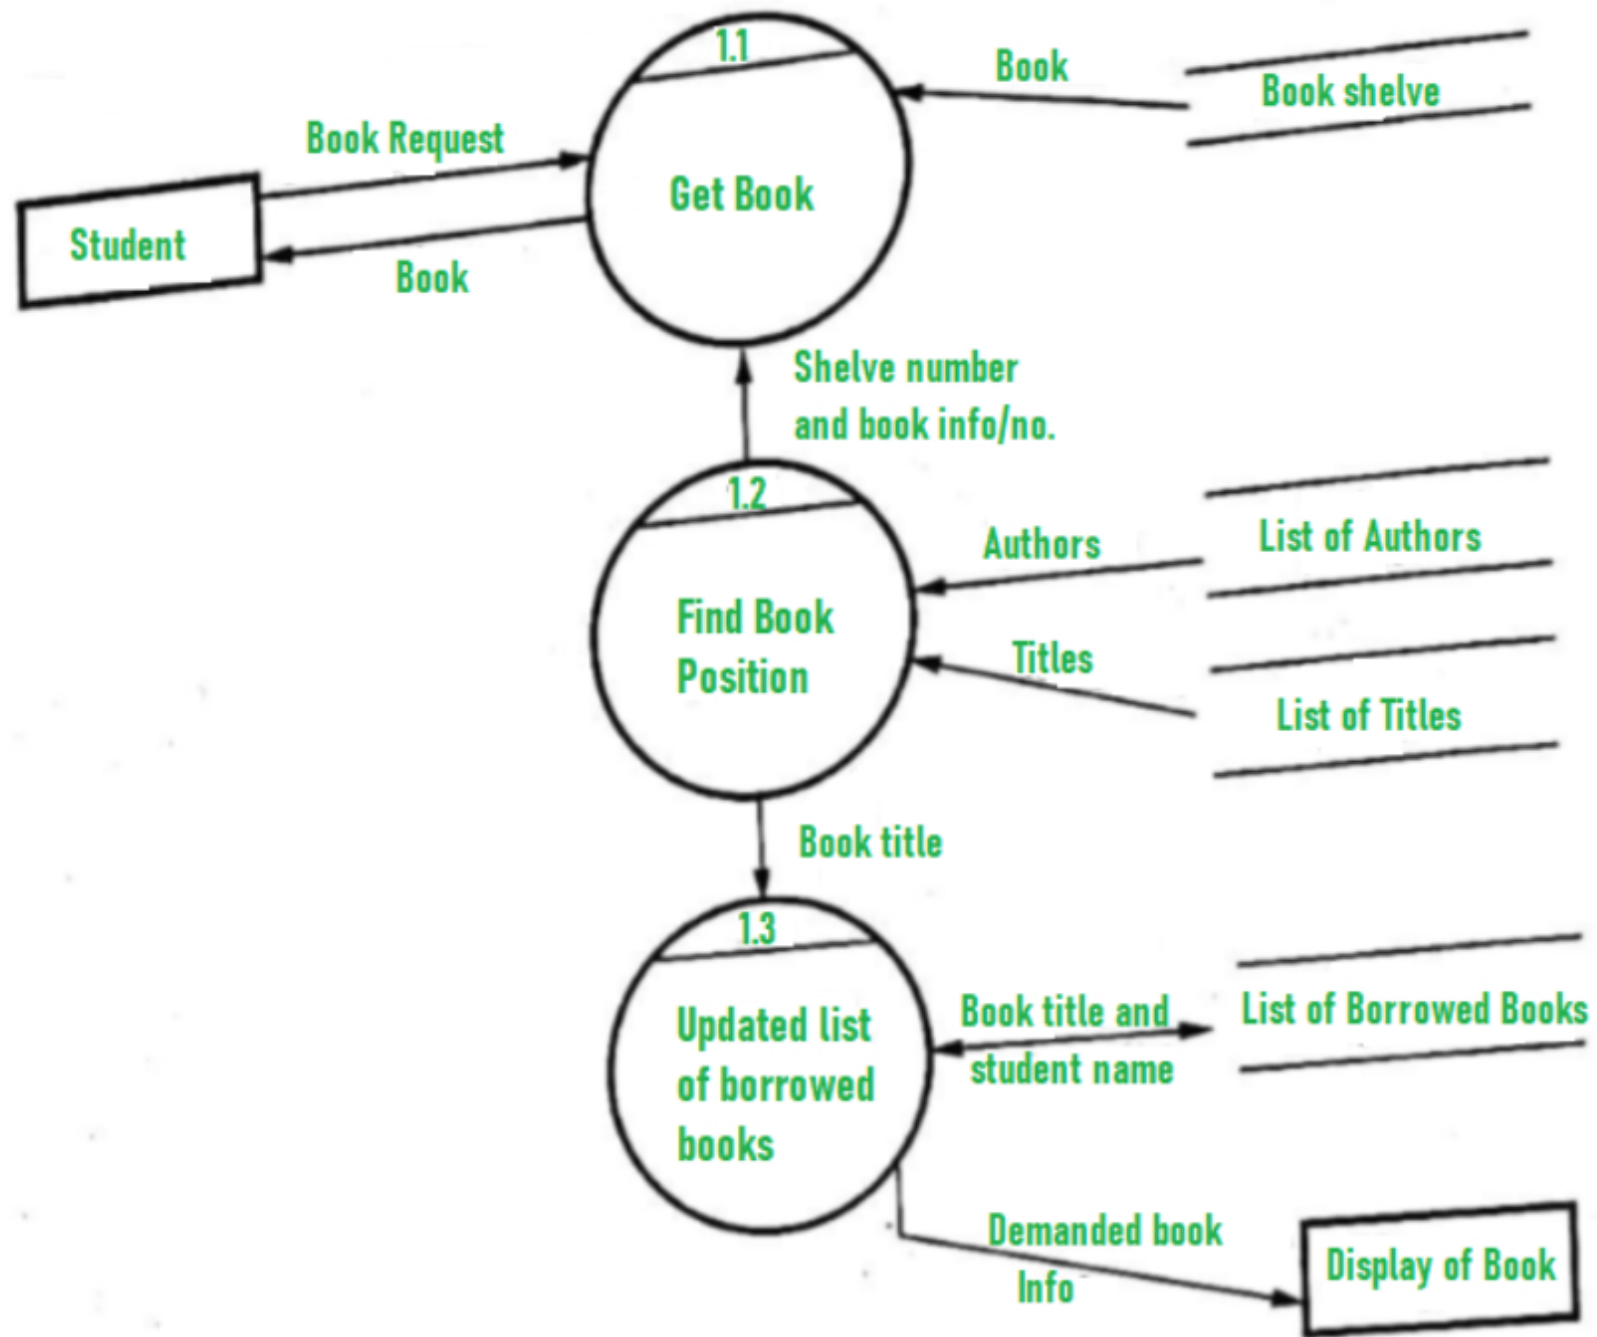 1.1
Book
Book shelve
Book Request
Get Book
Student
Book
Shelve number
and book info/no.
1.2
Authors
List of Authors
Find Book
Position
Titles
List of Titles
Book title
1.3
Updated list
of borrowed
books
Book title and
student name
List of Borrowed Books
Demanded book
Info
Display of Book